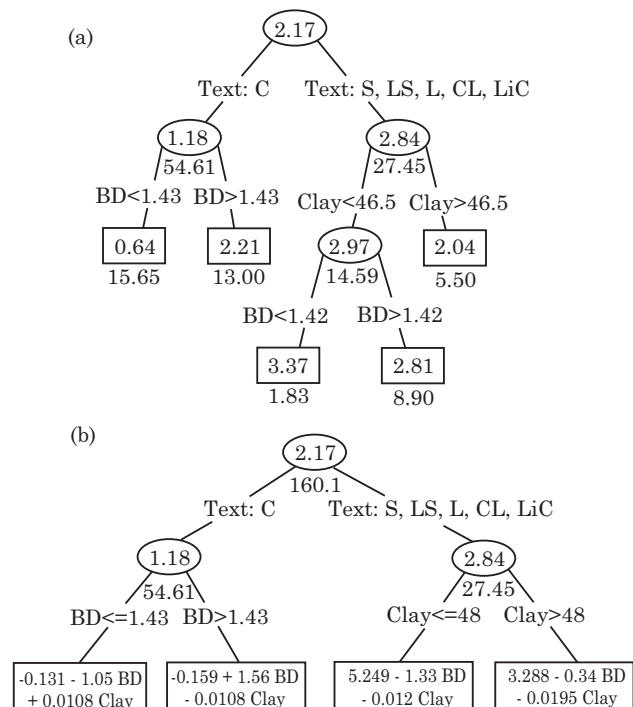 (a)
2.17
Text: C Text: S, LS, L, CL, LiC
1.18 2.84
54.61 27.45
BD<1.43 BD>1.43 Clay<46.5 Clay>46.5
0.64 2.21 2.97 2.04
15.65 13.00 14.59 5.50
BD<1.42 BD>1.42
3.37 2.81
1.83 8.90
(b)
2.17
160.1
Text: C Text: S, LS, L, CL, LiC
1.18 2.84
54.61 27.45
BD<=1.43 BD>1.43 Clay<=48 Clay>48
-0.131 - 1.05 BD -0.159 + 1.56 BD 5.249 - 1.33 BD 3.288 - 0.34 BD
+ 0.0108 Clay - 0.0108 Clay - 0.012 Clay - 0.0195 Clay